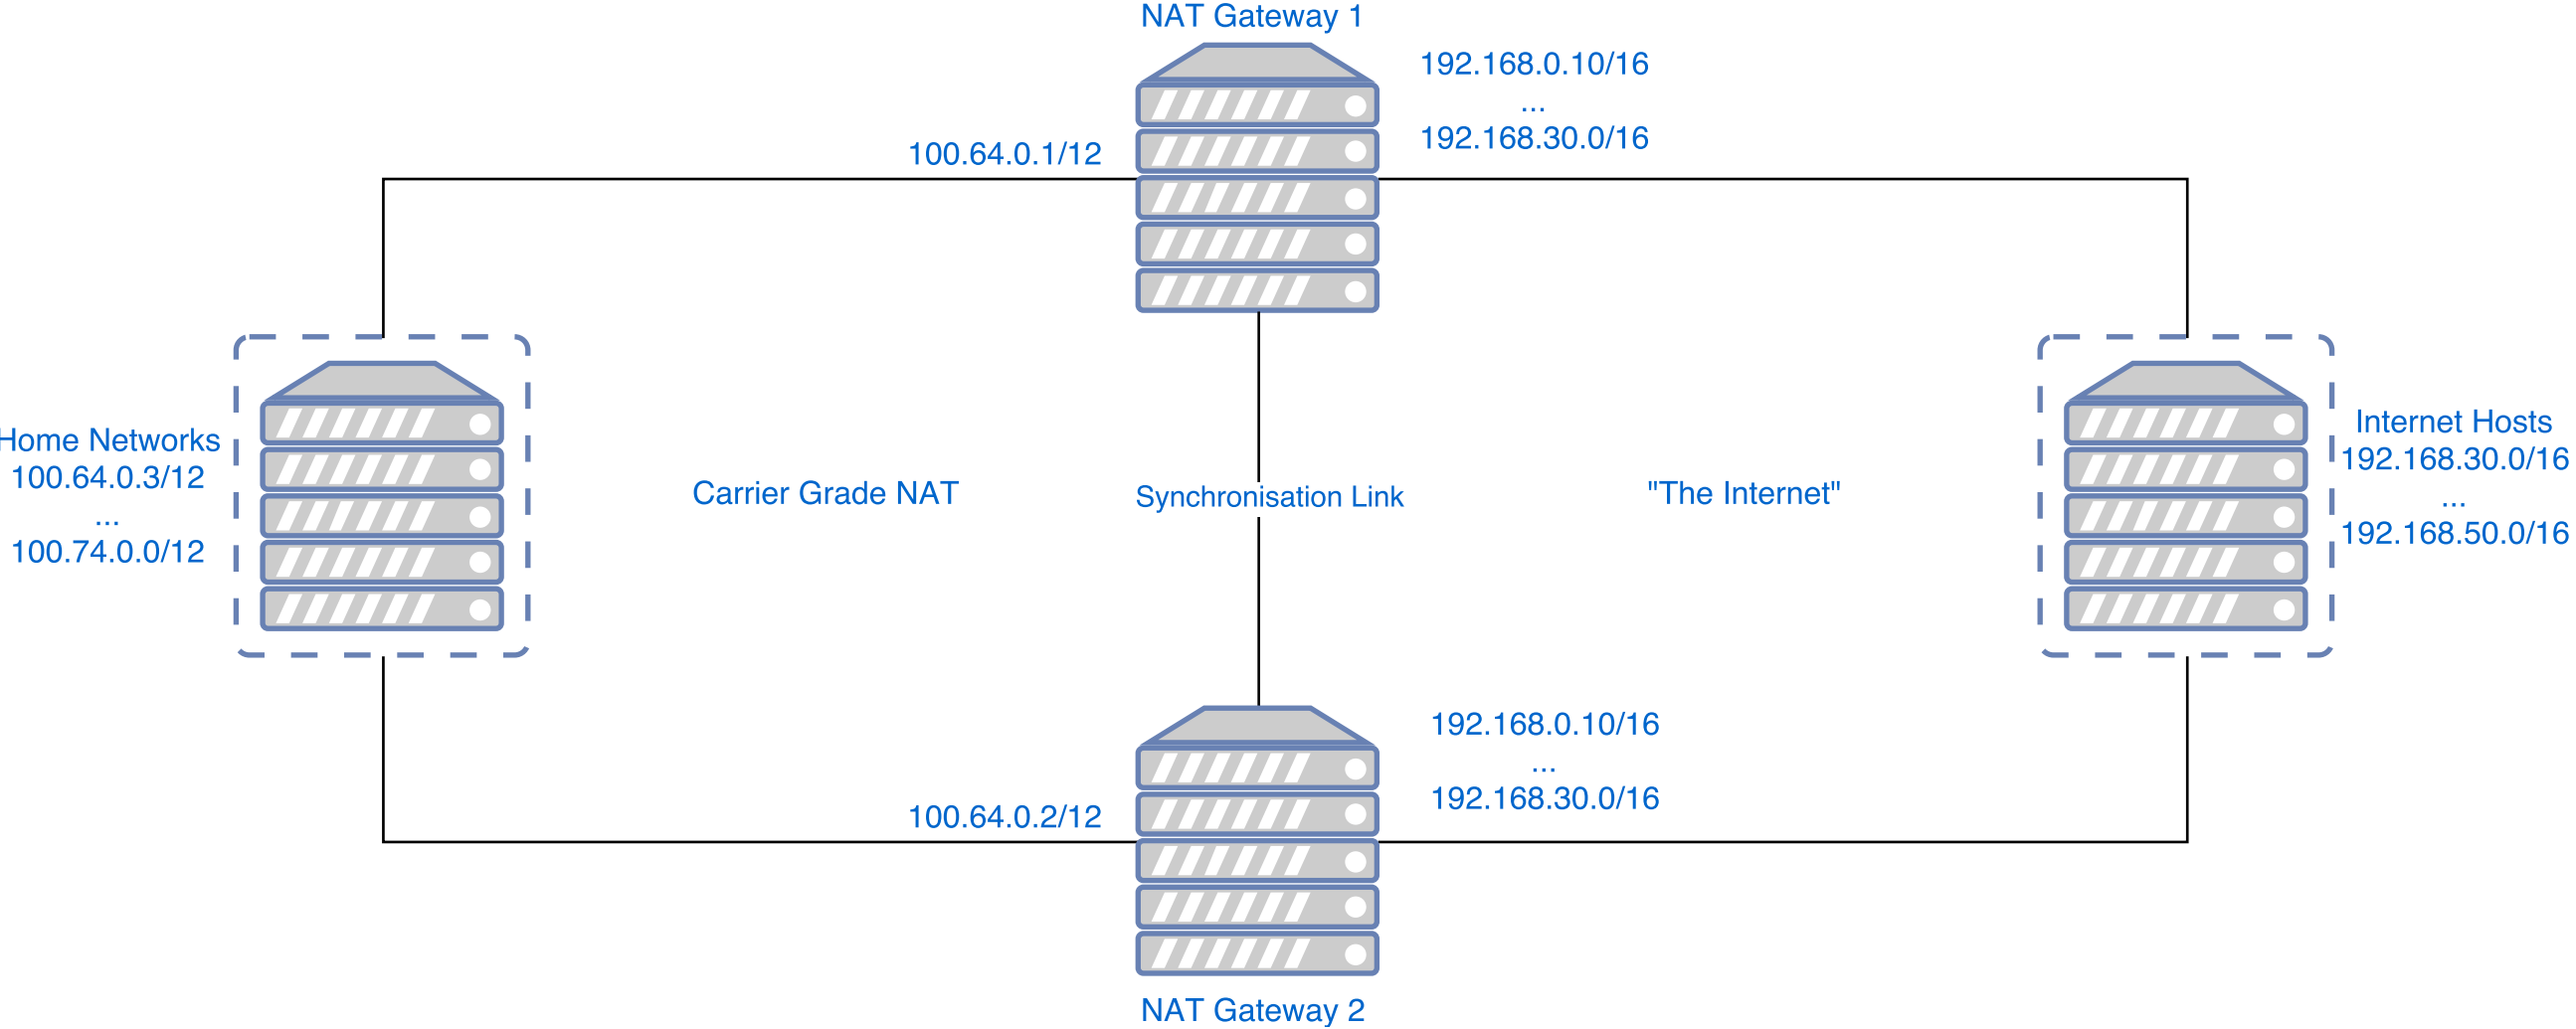 NAT Gateway 1
192.168.0.10/16
...
192.168.30.0/16
100.64.0.1/12
Home Networks
100.64.0.3/12
...
100.74.0.0/12
Carrier Grade NAT
Synchronisation Link
"The Internet"
Internet Hosts
192.168.30.0/16
...
192.168.50.0/16
192.168.0.10/16
...
192.168.30.0/16
100.64.0.2/12
NAT Gateway 2